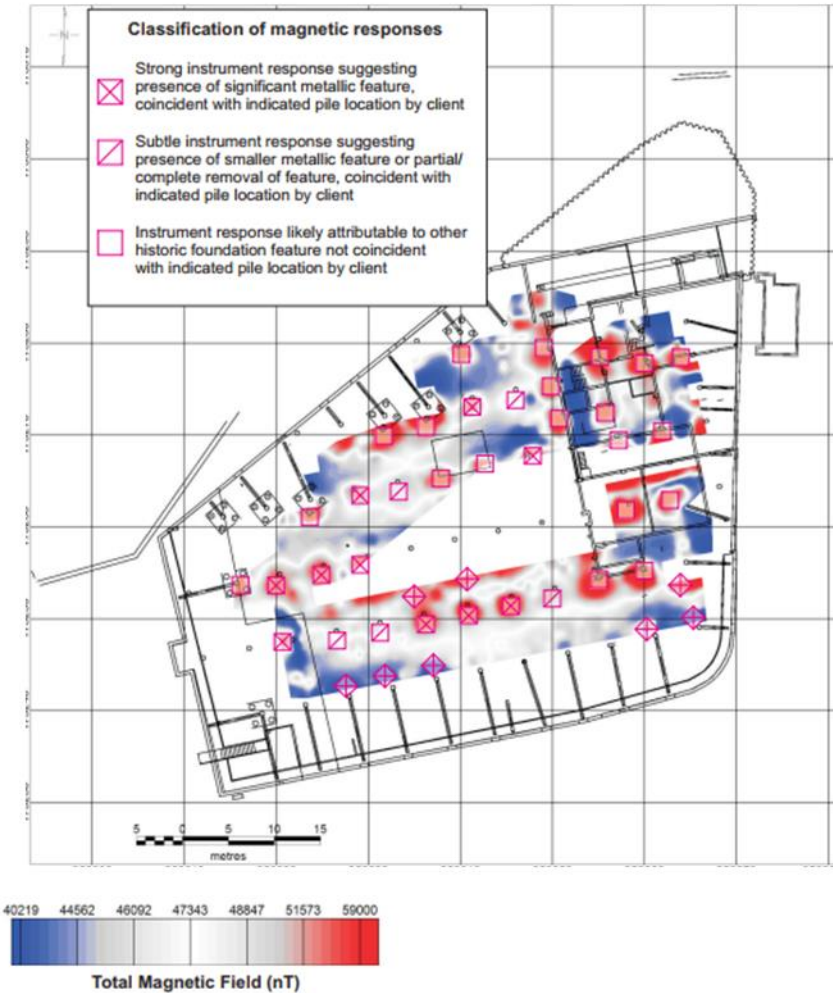 N
Classification of magnetic responses
Strong instrument response suggesting
presence of significant metallic feature,
coincident with indicated pile location by client
Subtle instrument response suggesting
presence of smaller metallic feature or partial/
complete removal of feature, coincident with
indicated pile location by client
Instrument response likely attributable to other
historic foundation feature not coincident
with indicated pile location by client
5 0 5 10 15
metres
40219 44562 46092 47343 48847 51573 59000
Total Magnetic Field (nT)